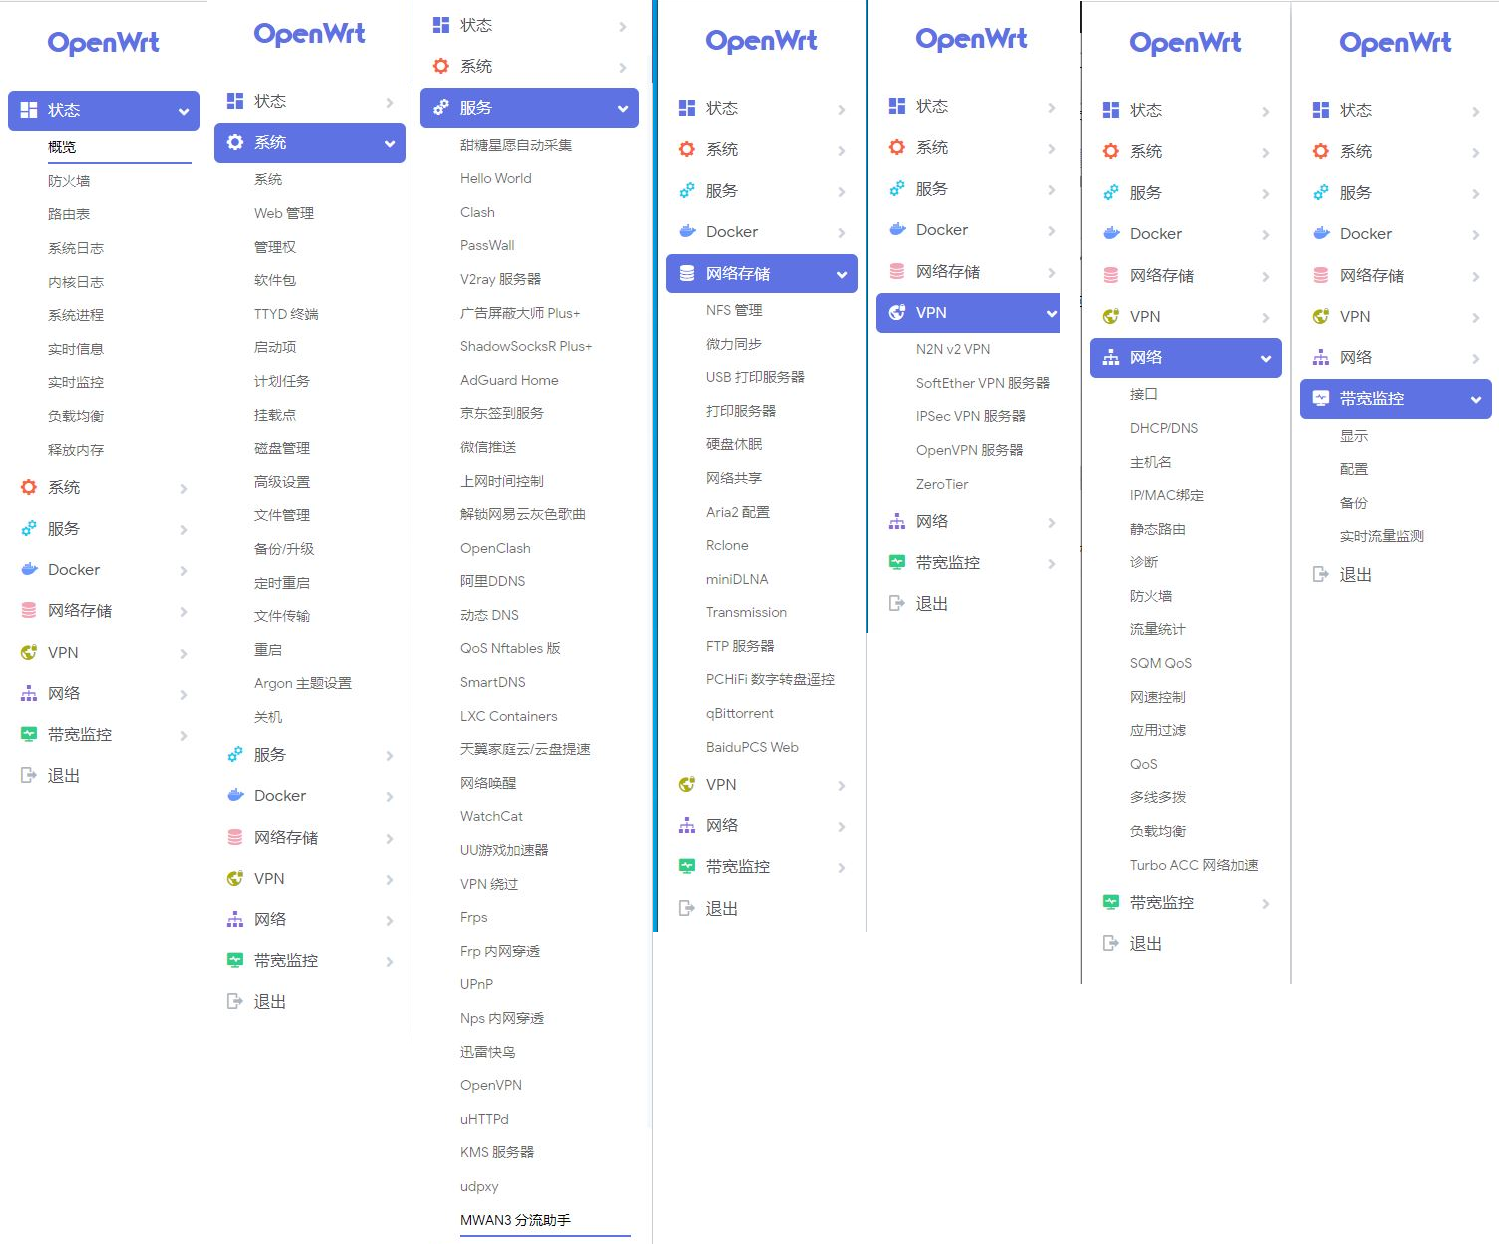 OpenWrt
状态
概览
防火墙
路由表
系统日志
内核日志
系统进程
实时信息
实时监控
负载均衡
释放内存
系统
服务
Docker
网络存储
VPN
网络
带宽监控
退出
OpenWrt
状态
系统
系统
Web 管理
管理权
软件包
TTYD 终端
启动项
计划任务
挂载点
磁盘管理
高级设置
文件管理
备份/升级
定时重启
文件传输
重启
Argon 主题设置
关机
服务
Docker
网络存储
VPN
网络
带宽监控
退出
状态
系统
服务
甜糖星愿自动采集
Hello World
Clash
PassWall
V2ray 服务器
广告屏蔽大师 Plus+
ShadowSocksR Plus+
AdGuard Home
京东签到服务
微信推送
上网时间控制
解锁网易云灰色歌曲
OpenClash
阿里DDNS
动态 DNS
QoS Nftables 版
SmartDNS
LXC Containers
天翼家庭云/云盘提速
网络唤醒
WatchCat
UU游戏加速器
VPN 绕过
Frps
Frp 内网穿透
UPnP
Nps 内网穿透
迅雷快鸟
OpenVPN
uHTTPd
KMS 服务器
udpxy
MWAN3 分流助手
OpenWrt
状态
系统
服务
Docker
网络存储
NFS 管理
微力同步
USB 打印服务器
打印服务器
硬盘休眠
网络共享
Aria2 配置
Rclone
miniDLNA
Transmission
FTP 服务器
PCHiFi 数字转盘遥控
qBittorrent
BaiduPCS Web
VPN
网络
带宽监控
退出
OpenWrt
状态
系统
服务
Docker
网络存储
VPN
N2N v2 VPN
SoftEther VPN 服务器
IPSec VPN 服务器
OpenVPN 服务器
ZeroTier
网络
带宽监控
退出
OpenWrt
状态
系统
服务
Docker
网络存储
VPN
网络
接口
DHCP/DNS
主机名
IP/MAC绑定
静态路由
诊断
防火墙
流量统计
SQM QoS
网速控制
应用过滤
QoS
多线多拨
负载均衡
Turbo ACC 网络加速
带宽监控
退出
OpenWrt
状态
系统
服务
Docker
网络存储
VPN
网络
带宽监控
显示
配置
备份
实时流量监测
退出